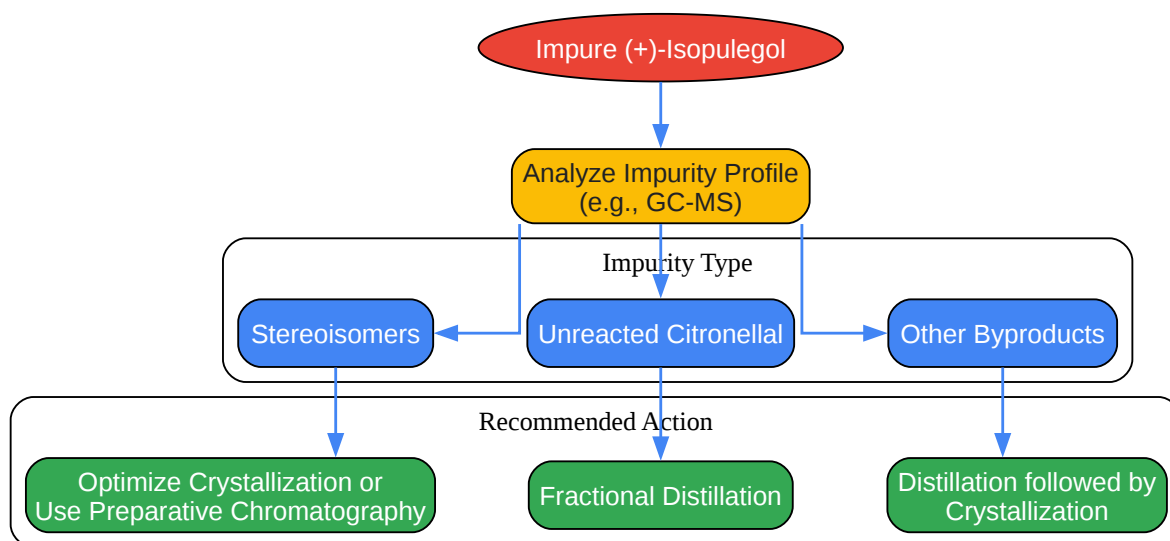 Impure (+)-Isopulegol
Analyze Impurity Profile
(e.g., GC-MS)
Impurity Type
Stereoisomers
Unreacted Citronellal
Other Byproducts
Recommended Action
Optimize Crystallization or
Use Preparative Chromatography
Fractional Distillation
Distillation followed by
Crystallization